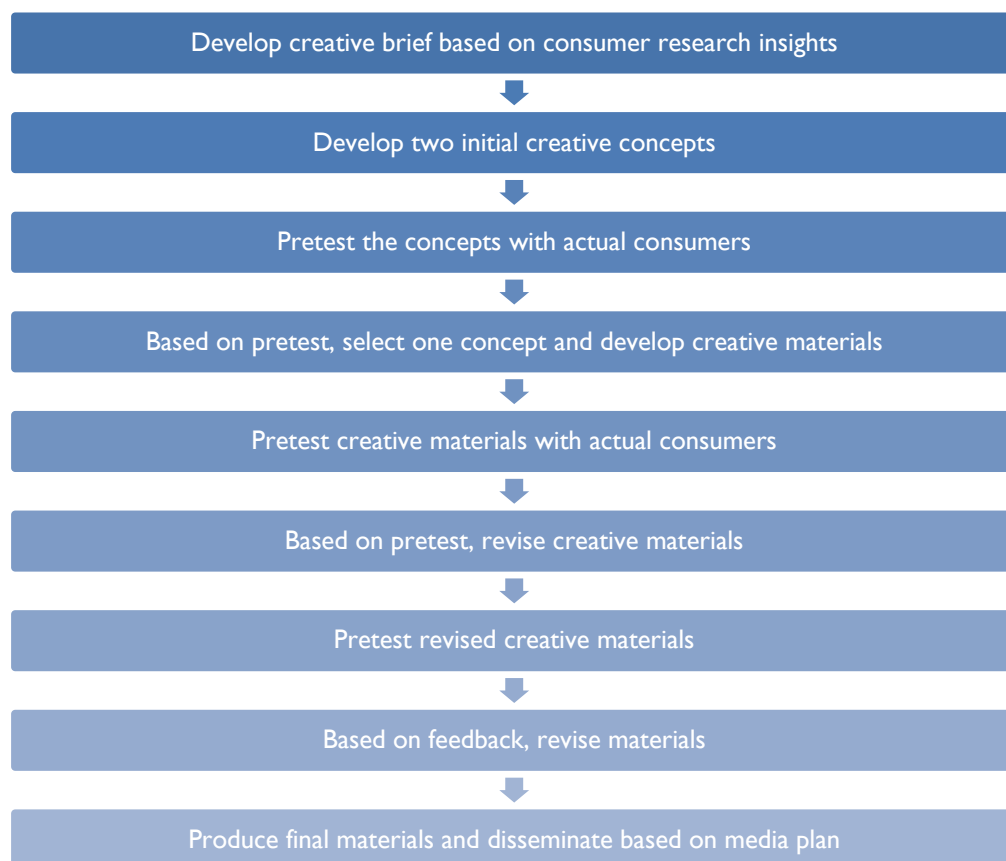 Develop creative brief based on consumer research insights
Develop two initial creative concepts
Pretest the concepts with actual consumers
Based on pretest, select one concept and develop creative materials
Pretest creative materials with actual consumers
Based on pretest, revise creative materials
Pretest revised creative materials
Based on feedback, revise materials
Produce final materials and disseminate based on media plan